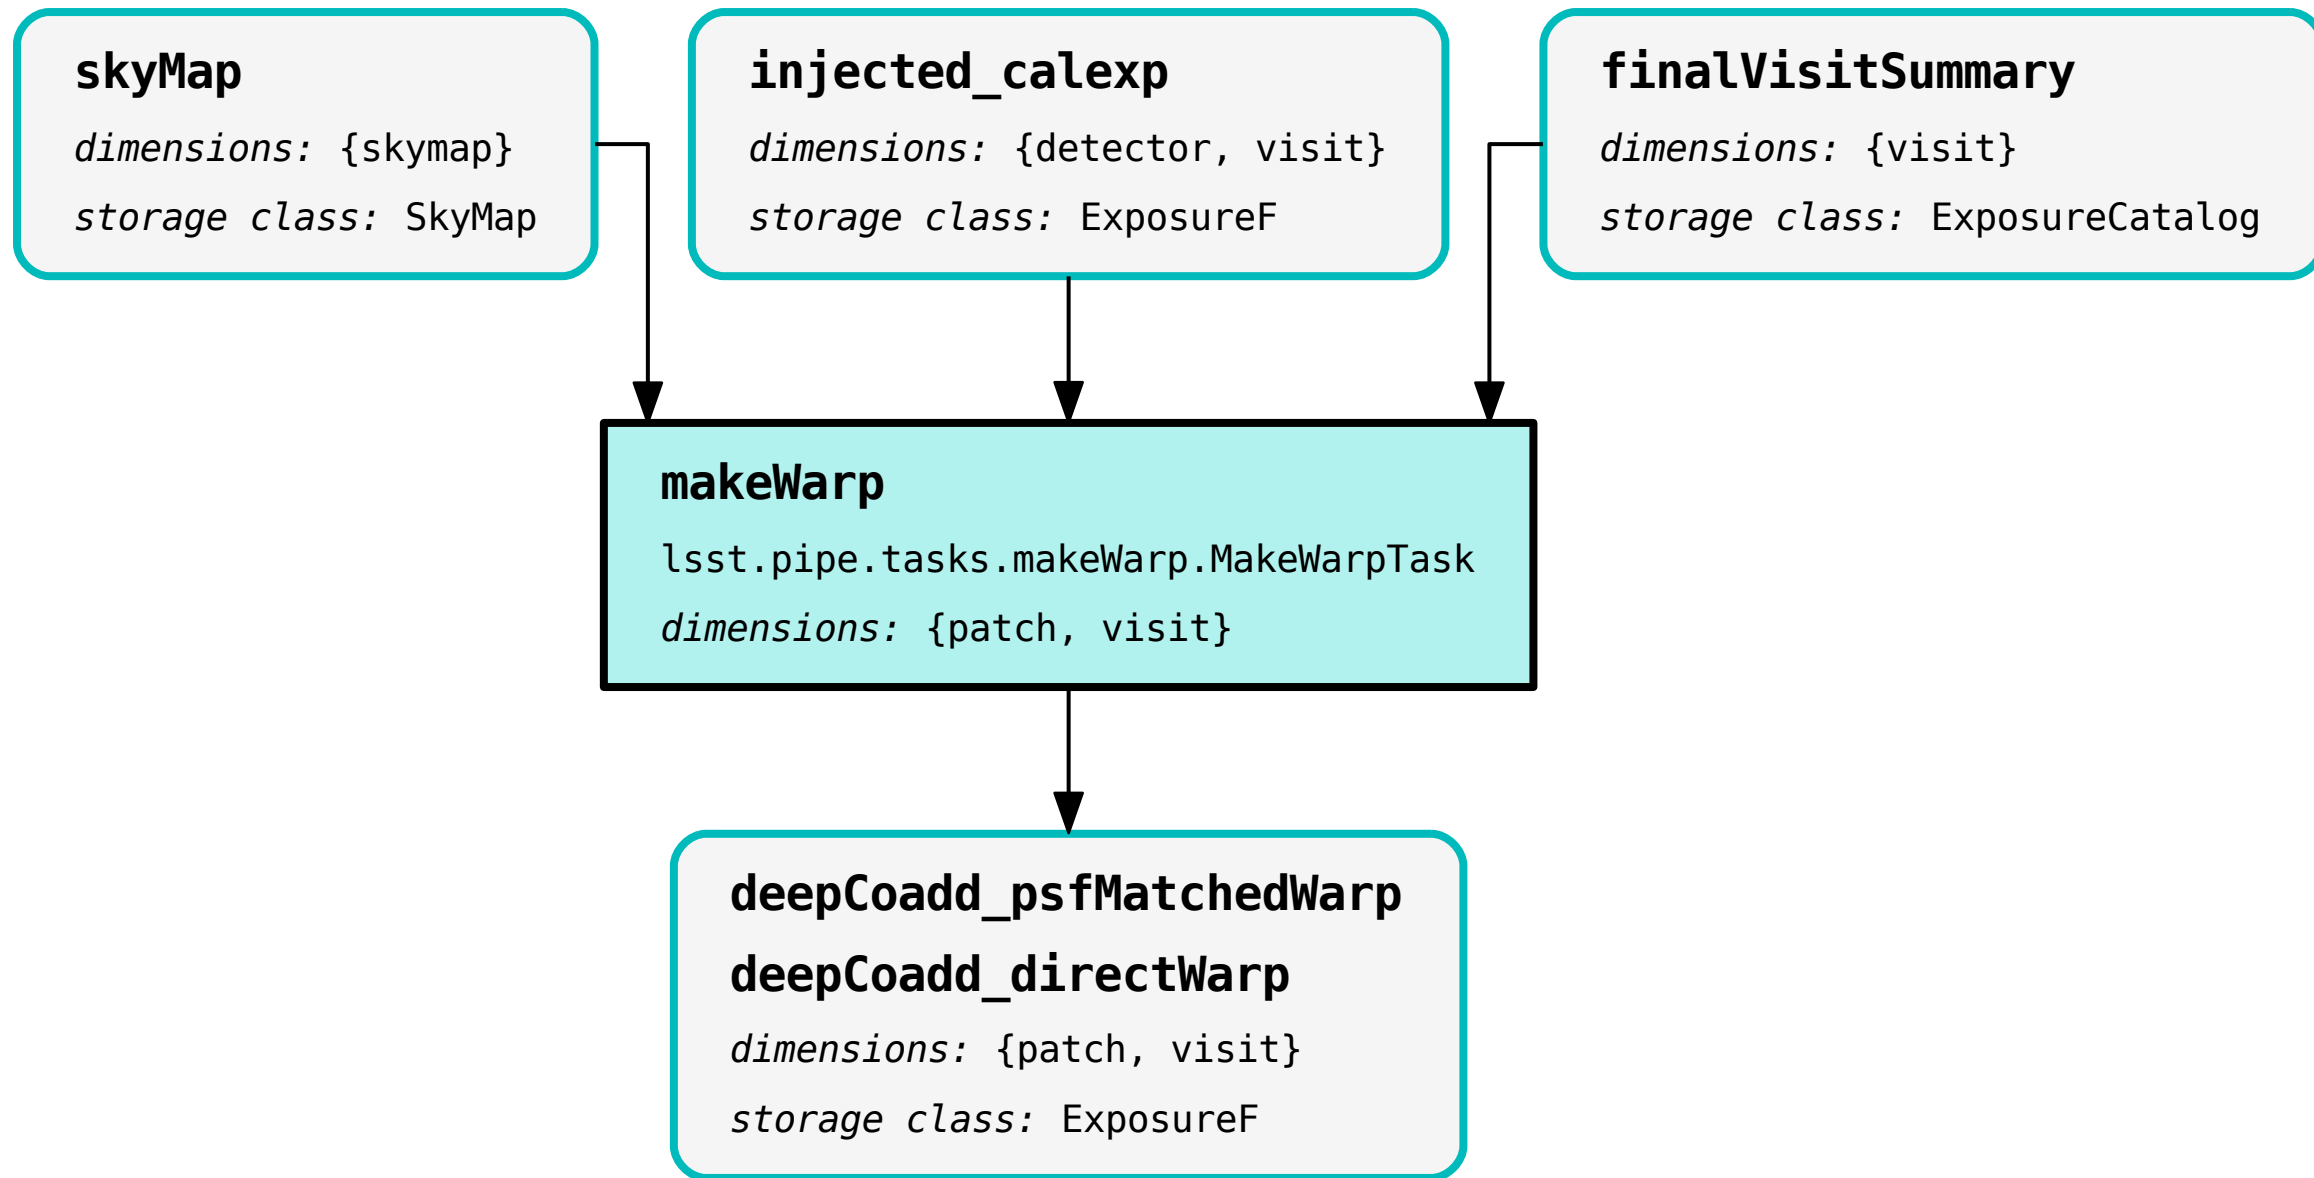 skyMap
dimensions: {skymap}
storage class: SkyMap
injected_calexp
dimensions: {detector, visit}
storage class: ExposureF
finalVisitSummary
dimensions: {visit}
storage class: ExposureCatalog
makeWarp
lsst.pipe.tasks.makeWarp.MakeWarpTask
dimensions: {patch, visit}
deepCoadd_psfMatchedWarp
deepCoadd_directWarp
dimensions: {patch, visit}
storage class: ExposureF